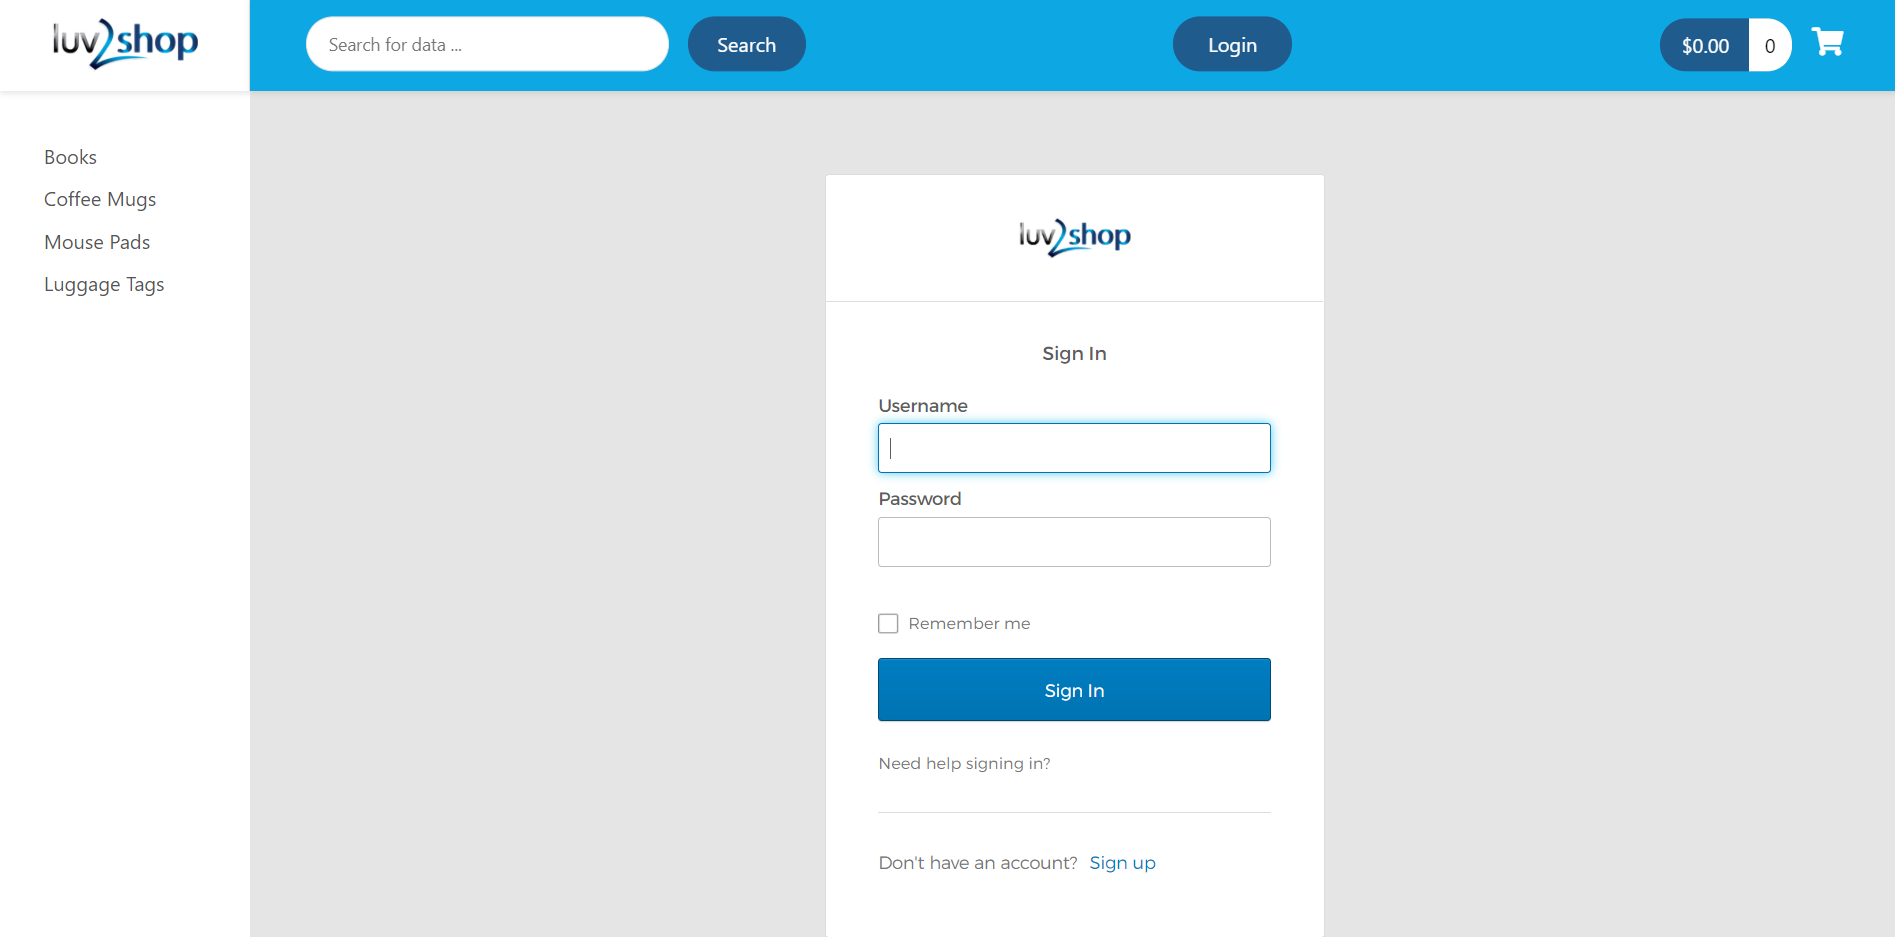 luv2shop
Search for data ...
Search
Login
$0.00
0
Books
Coffee Mugs
Mouse Pads
Luggage Tags
luv2shop
Sign In
Username
Password
Remember me
Sign In
Need help signing in?
Don't have an account? Sign up